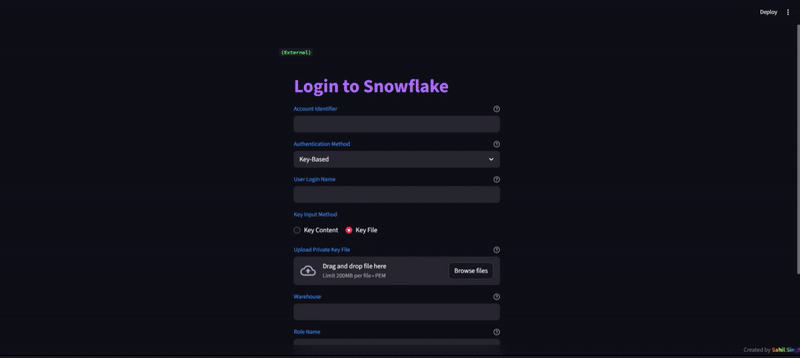 Deploy
(External)
Login to Snowflake
Account Identifier
Authentication Method
Key-Based
User Login Name
Key Input Method
Key Content Key File
Upload Private Key File
Drag and drop file here
Limit 200MB per file • PEM
Browse files
Warehouse
Role Name
Created by Sahil Singh